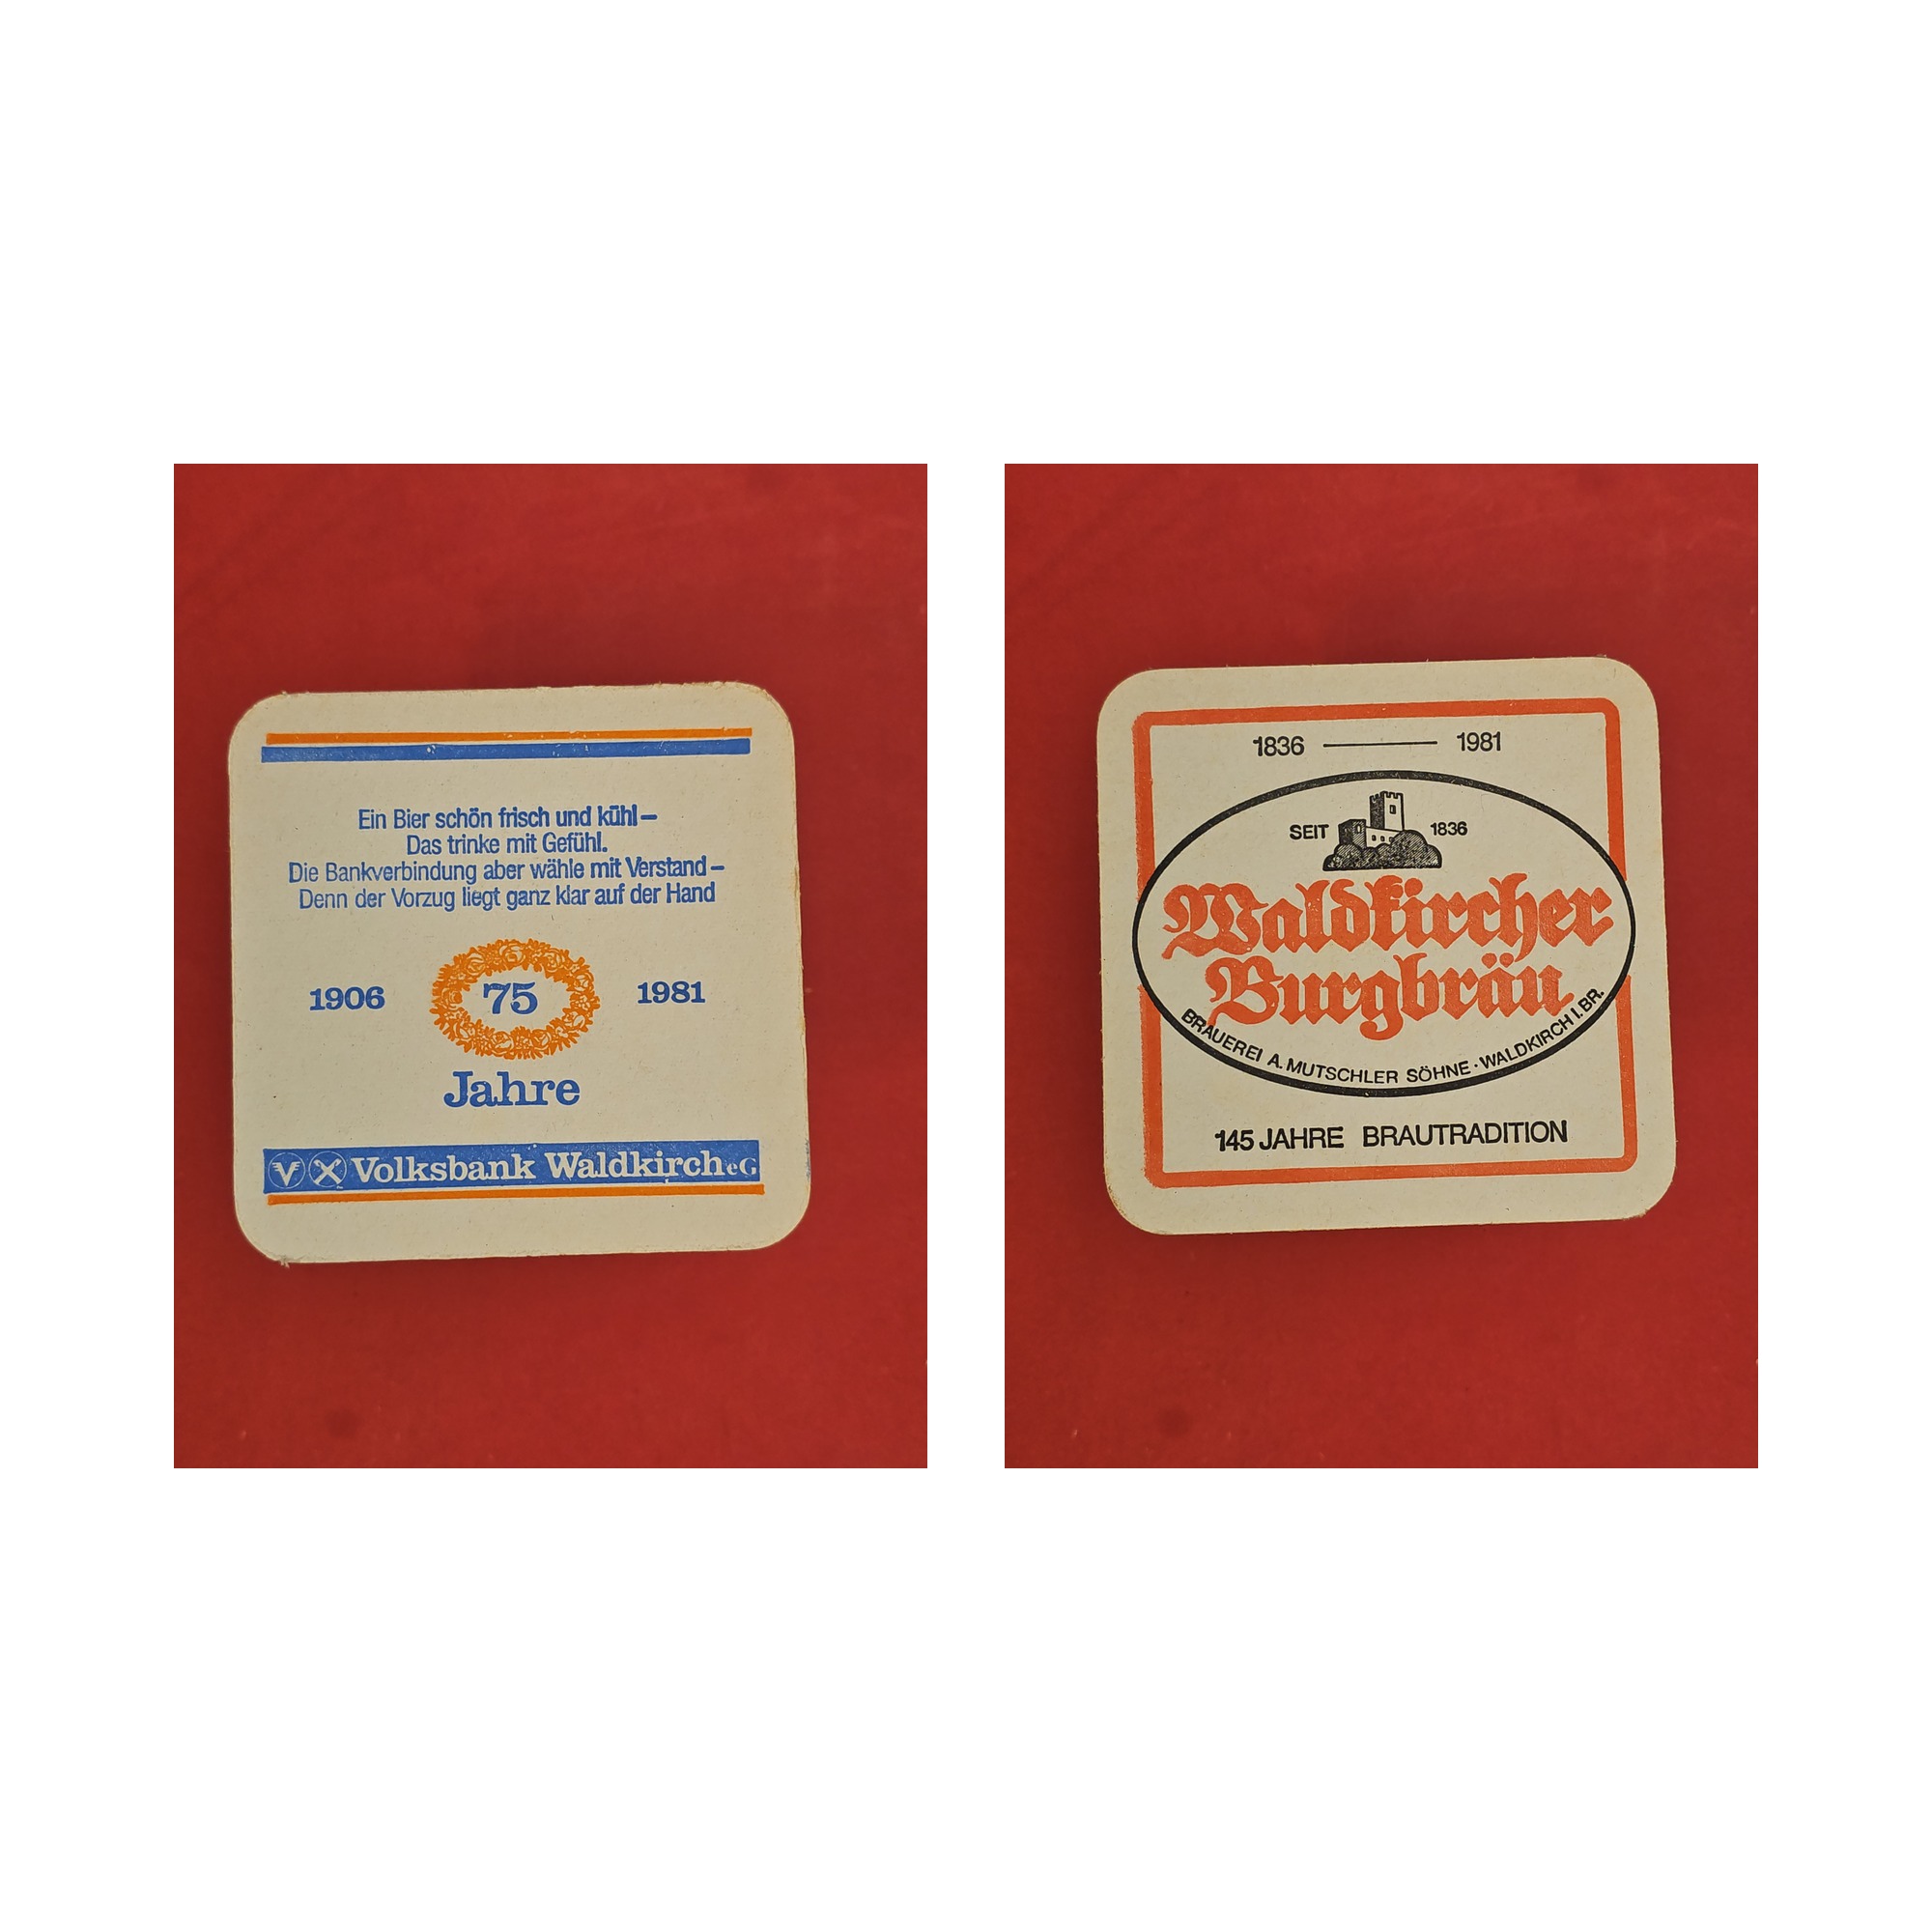 Ein Bier schön frisch und kühl –
Das trinke mit Gefühl.
Die Bankverbindung aber wähle mit Verstand –
Denn der Vorzug liegt ganz klar auf der Hand
1906 75 1981
Jahre
Volksbank Waldkirch eG
1836 — 1981
SEIT 1836
Waldkircher
Burgbräu
BRAUEREI A. MUTSCHLER SÖHNE · WALDKIRCH I. BR.
145 JAHRE BRAUTRADITION